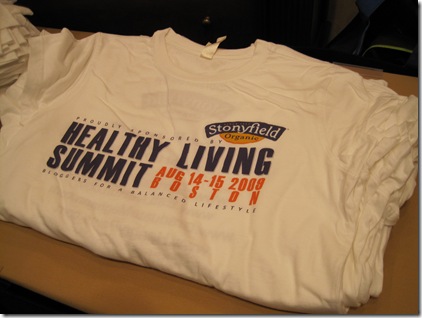 PROUDLY SPONSORED BY
Stonyfield
Organic
HEALTHY LIVING
SUMMIT
AUG 14-15 2009
BOSTON
BLOGGERS FOR A BALANCED LIFESTYLE